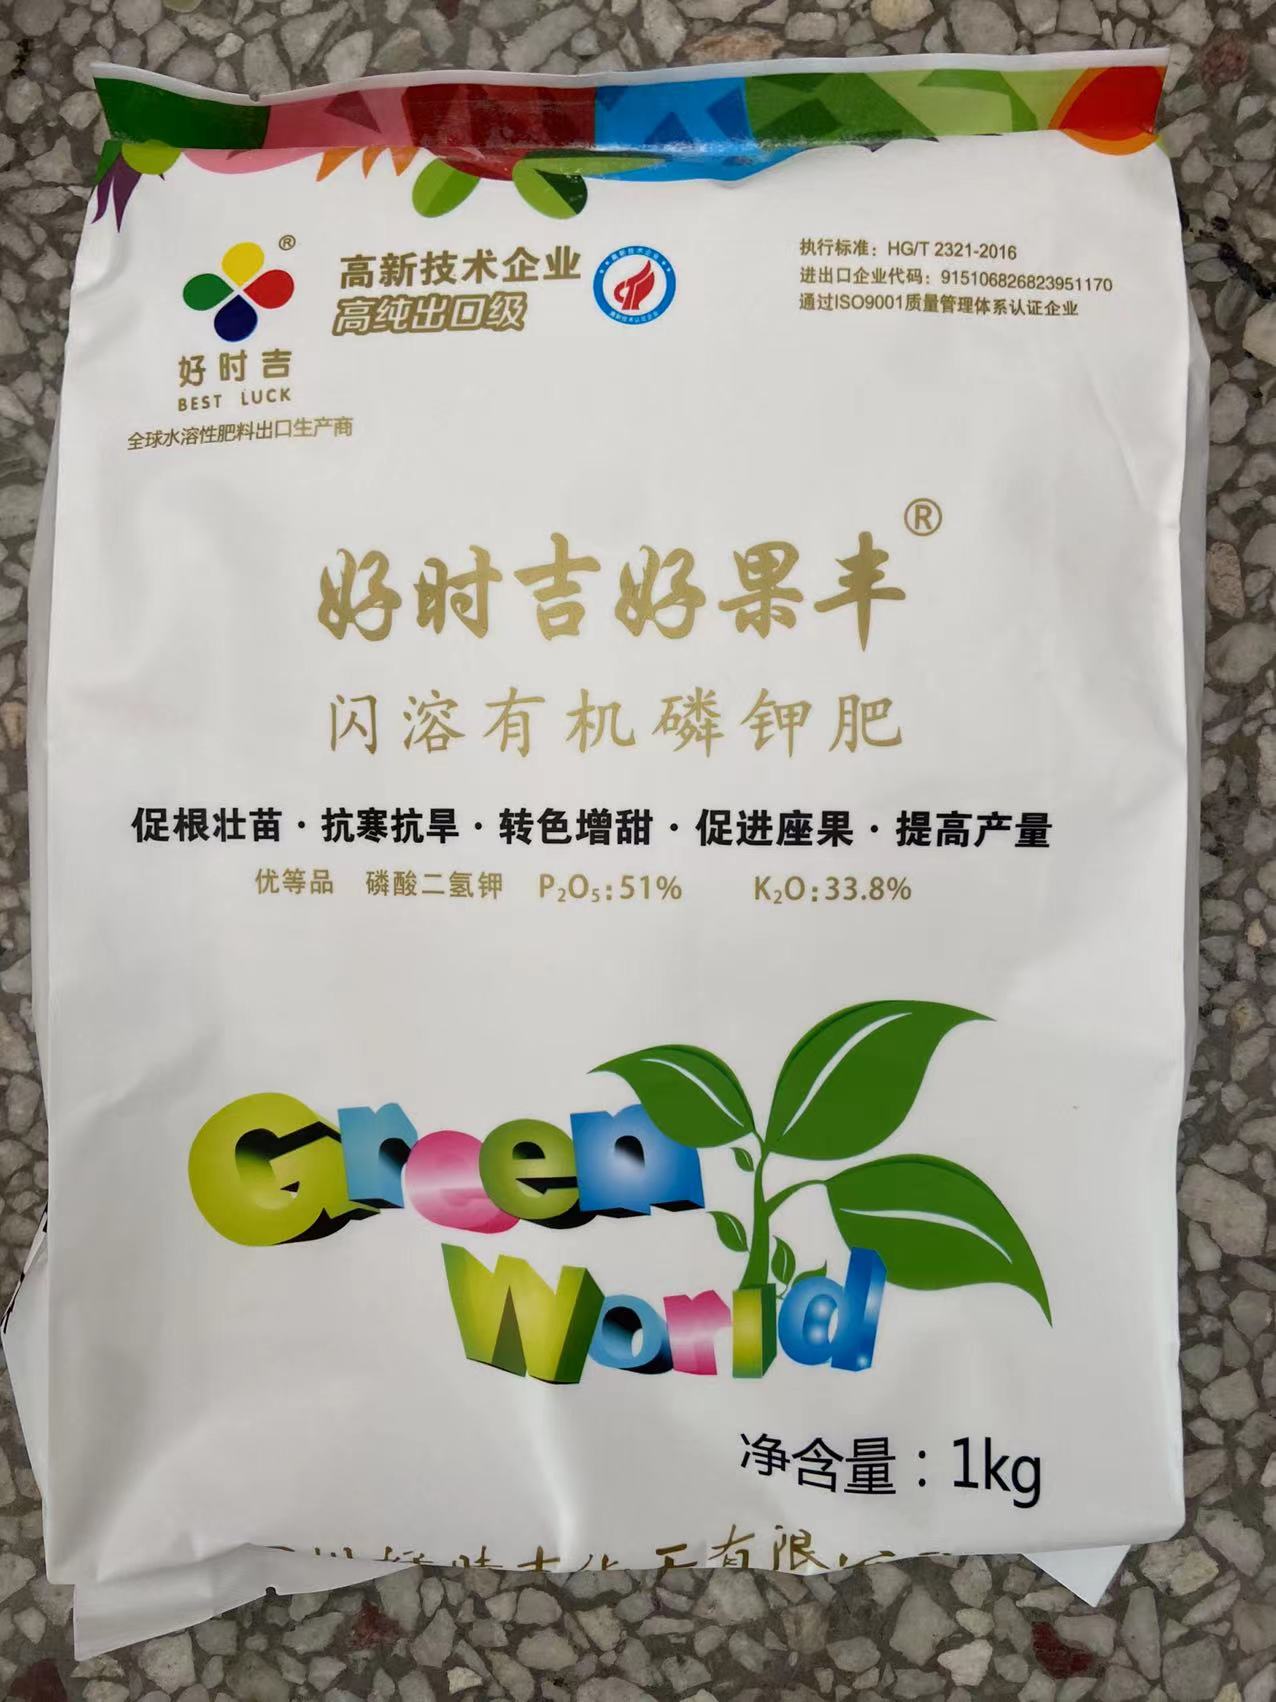 ®
好时吉
BEST LUCK
全球水溶性肥料出口生产商
高新技术企业
高纯出口级
执行标准：HG/T 2321-2016
进出口企业代码：915106826823951170
通过ISO9001质量管理体系认证企业
好时吉好果丰®
闪溶有机磷钾肥
促根壮苗·抗寒抗旱·转色增甜·促进座果·提高产量
优等品 磷酸二氢钾 P₂O₅:51% K₂O:33.8%
Green
World
净含量：1kg